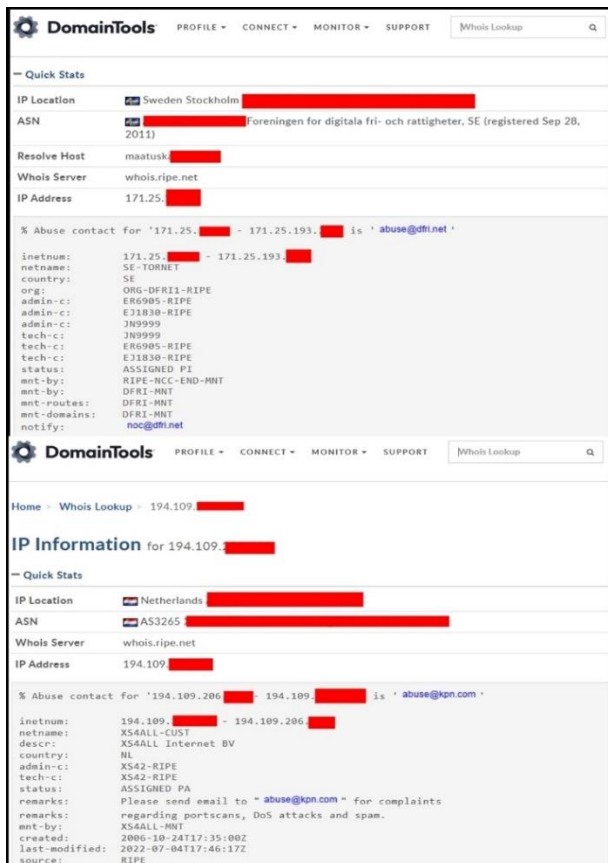 DomainTools PROFILE CONNECT MONITOR SUPPORT Whois Lookup
− Quick Stats
IP Location Sweden Stockholm
ASN Foreningen for digitala fri- och rattigheter, SE (registered Sep 28,
2011)
Resolve Host maatuska
Whois Server whois.ripe.net
IP Address 171.25.
% Abuse contact for '171.25. - 171.25.193. is ' abuse@dfri.net '
inetnum: 171.25. - 171.25.193.
netname: SE-TORNET
country: SE
org: ORG-DFRI1-RIPE
admin-c: ER6905-RIPE
admin-c: EJ1830-RIPE
admin-c: JN9999
tech-c: JN9999
tech-c: ER6905-RIPE
tech-c: EJ1830-RIPE
status: ASSIGNED PI
mnt-by: RIPE-NCC-END-MNT
mnt-by: DFRI-MNT
mnt-routes: DFRI-MNT
mnt-domains: DFRI-MNT
notify: noc@dfri.net
DomainTools PROFILE CONNECT MONITOR SUPPORT Whois Lookup
Home > Whois Lookup > 194.109.
IP Information for 194.109.
− Quick Stats
IP Location Netherlands
ASN AS3265
Whois Server whois.ripe.net
IP Address 194.109.
% Abuse contact for '194.109.206 - 194.109. is ' abuse@kpn.com '
inetnum: 194.109. - 194.109.206.
netname: XS4ALL-CUST
descr: XS4ALL Internet BV
country: NL
admin-c: XS42-RIPE
tech-c: XS42-RIPE
status: ASSIGNED PA
remarks: Please send email to " abuse@kpn.com " for complaints
remarks: regarding portscans, DoS attacks and spam.
mnt-by: XS4ALL-MNT
created: 2006-10-24T17:35:00Z
last-modified: 2022-07-04T17:46:17Z
source: RIPE